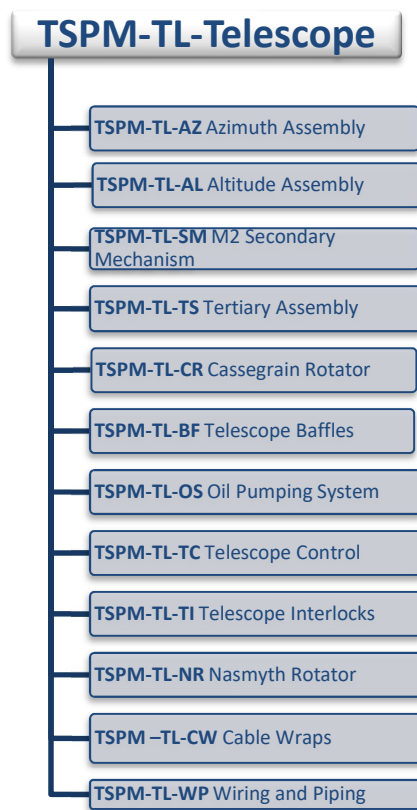 TSPM-TL-Telescope
TSPM-TL-AZ Azimuth Assembly
TSPM-TL-AL Altitude Assembly
TSPM-TL-SM M2 Secondary
Mechanism
TSPM-TL-TS Tertiary Assembly
TSPM-TL-CR Cassegrain Rotator
TSPM-TL-BF Telescope Baffles
TSPM-TL-OS Oil Pumping System
TSPM-TL-TC Telescope Control
TSPM-TL-TI Telescope Interlocks
TSPM-TL-NR Nasmyth Rotator
TSPM –TL-CW Cable Wraps
TSPM-TL-WP Wiring and Piping